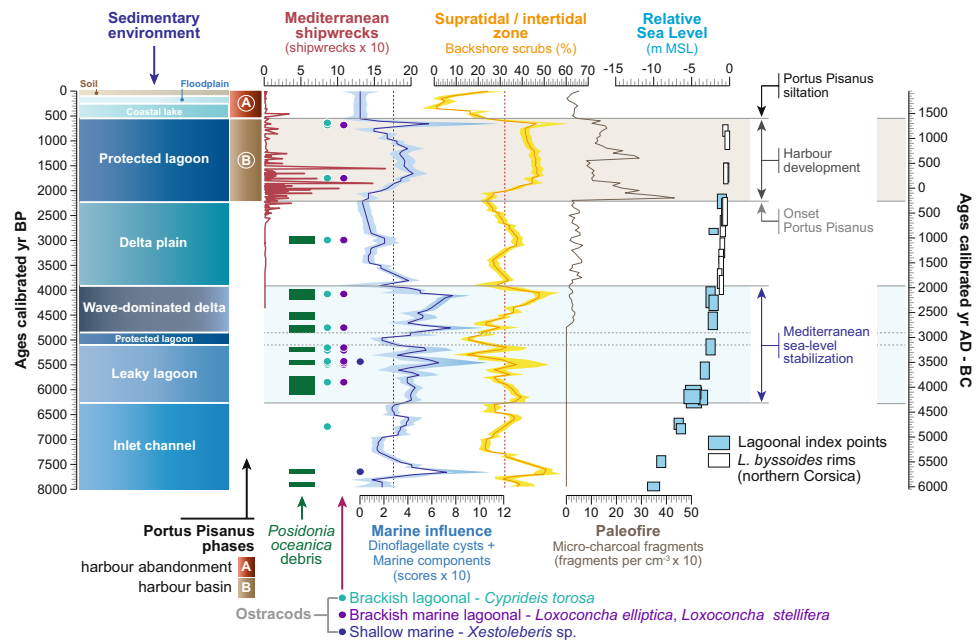 Sedimentary
environment
Mediterranean
shipwrecks
(shipwrecks x 10)
Supratidal / intertidal
zone
Backshore scrubs (%)
Relative
Sea Level
(m MSL)
0 5 10 15 20
0 10 20 30 40 50 60 70
-15 -10 -5 0
Soil
Floodplain
Coastal lake
Protected lagoon
Delta plain
Wave-dominated delta
Protected lagoon
Leaky lagoon
Inlet channel
A
B
Ages calibrated yr BP
0
500
1000
1500
2000
2500
3000
3500
4000
4500
5000
5500
6000
6500
7000
7500
8000
Portus Pisanus
siltation
Harbour
development
Onset
Portus Pisanus
Mediterranean
sea-level
stabilization
1500
1000
500
0
500
1000
1500
2000
2500
3000
3500
4000
4500
5000
5500
6000
Ages calibrated yr AD - BC
Lagoonal index points
L. byssoides rims
(northern Corsica)
0 2 4 6 8 10 12
0 10 20 30 40 50
Portus Pisanus
phases
harbour abandonment A
harbour basin B
Posidonia
oceanica
debris
Marine influence
Dinoflagellate cysts +
Marine components
(scores x 10)
Paleofire
Micro-charcoal fragments
(fragments per cm-3 x 10)
Ostracods
Brackish lagoonal - Cyprideis torosa
Brackish marine lagoonal - Loxoconcha elliptica, Loxoconcha stellifera
Shallow marine - Xestoleberis sp.